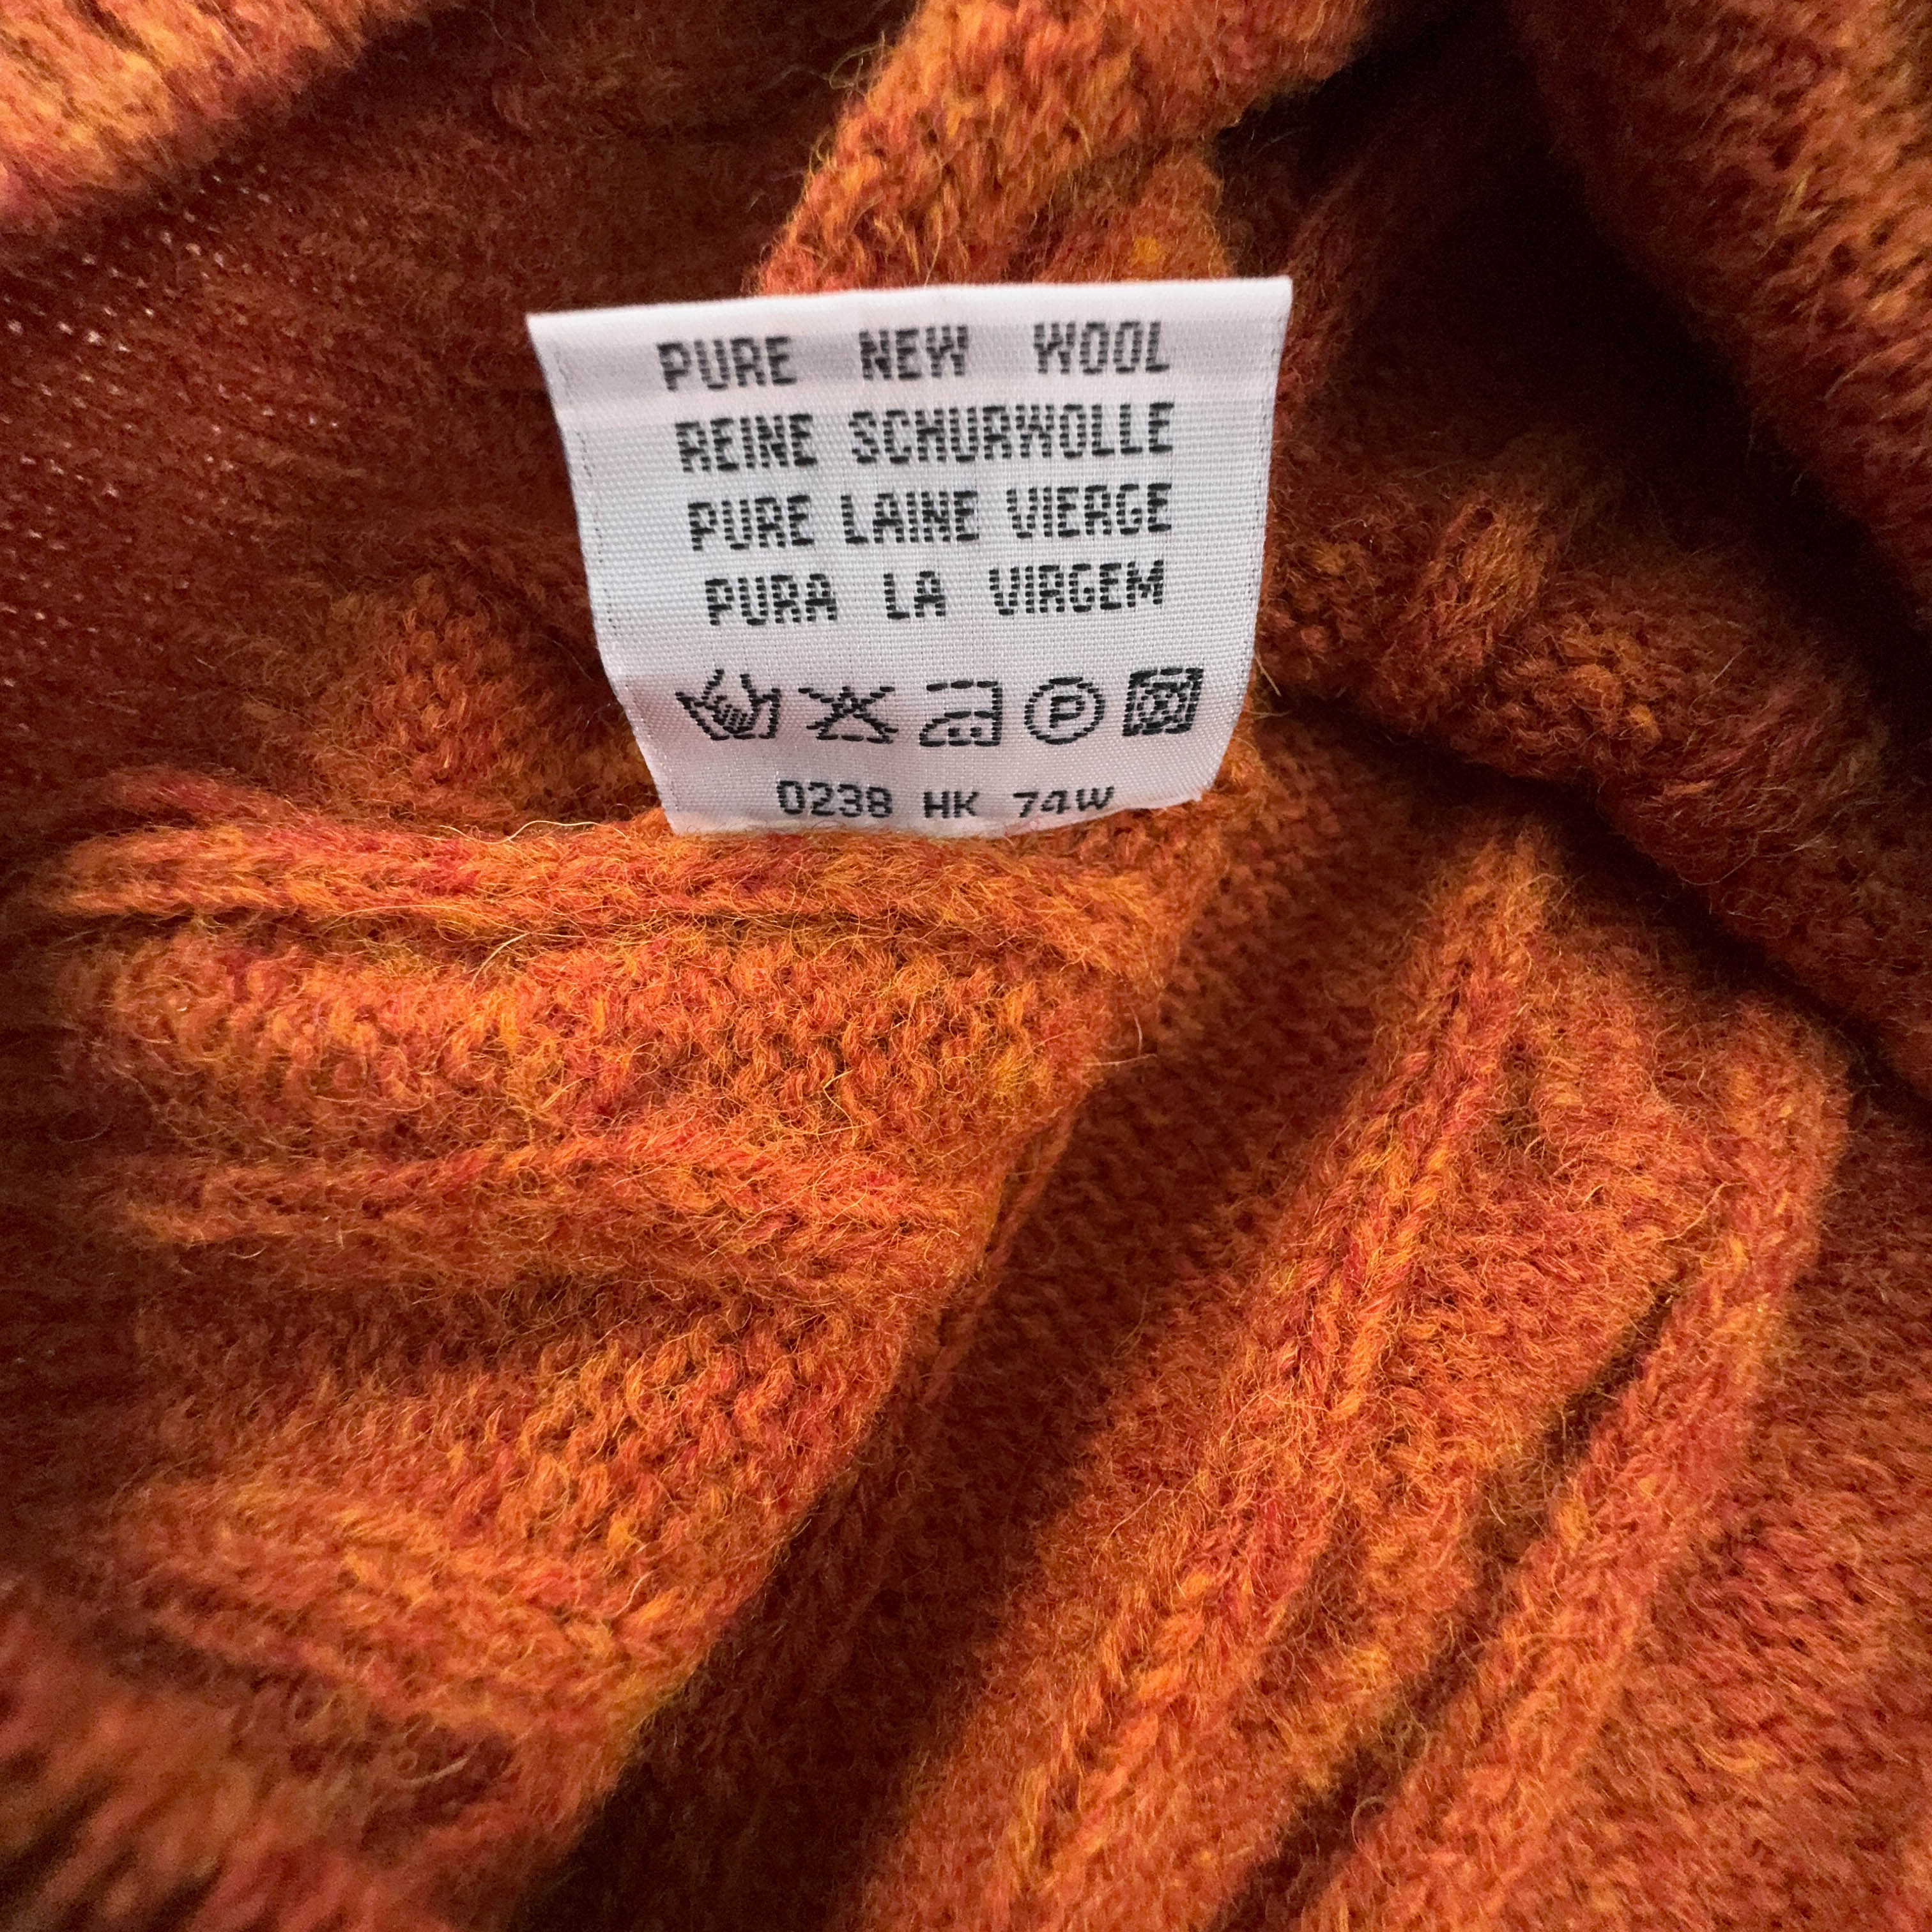 PURE NEW WOOL
REINE SCHURWOLLE
PURE LAINE VIERGE
PURA LA VIRGEM
P
0238 HK 74W